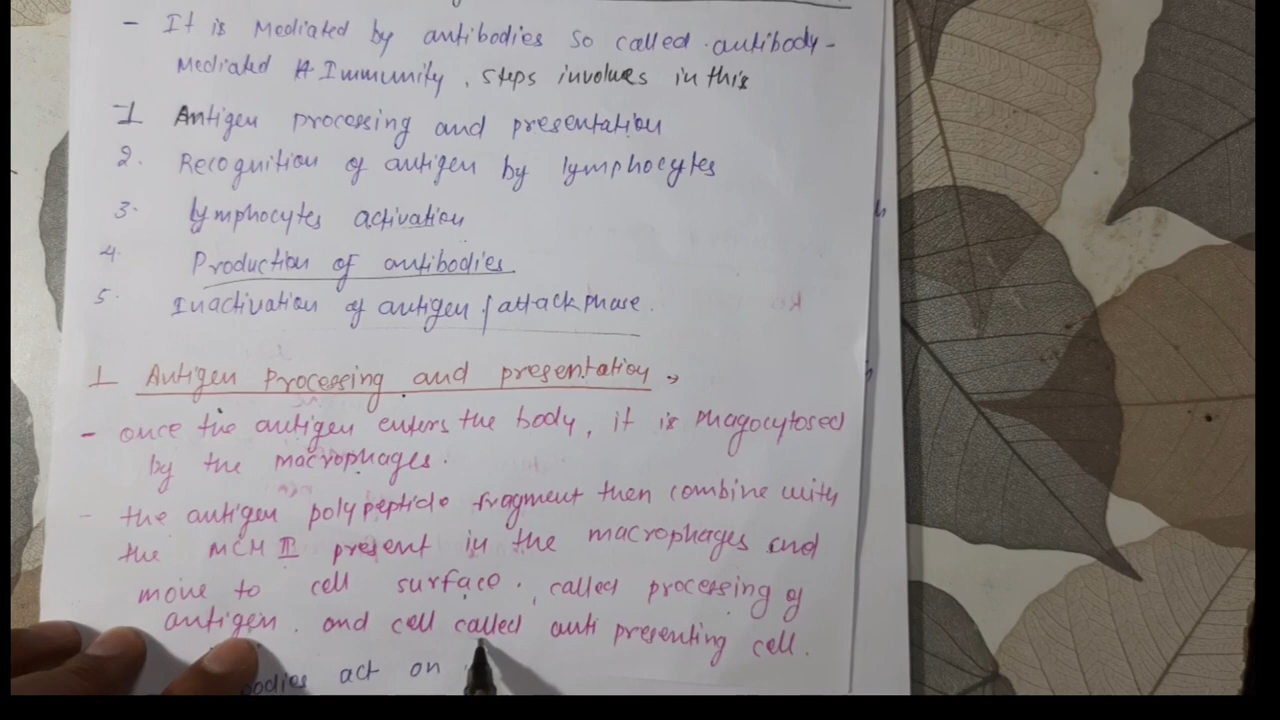 - It is Mediated by antibodies so called antibody-
Mediated Immunity. steps involves in this
1 Antigen processing and presentation
2. Recognition of antigen by lymphocytes
3. lymphocytes activation
4. Production of antibodies
5. Inactivation of antigen / attack phase.
1 Antigen Processing and presentation →
- once the antigen enters the body, it is phagocytosed
by the macrophages.
- the antigen polypeptide fragment then combine with
the MCH II present in the macrophages and
move to cell surface. called processing of
antigen. and cell called anti presenting cell.
act on